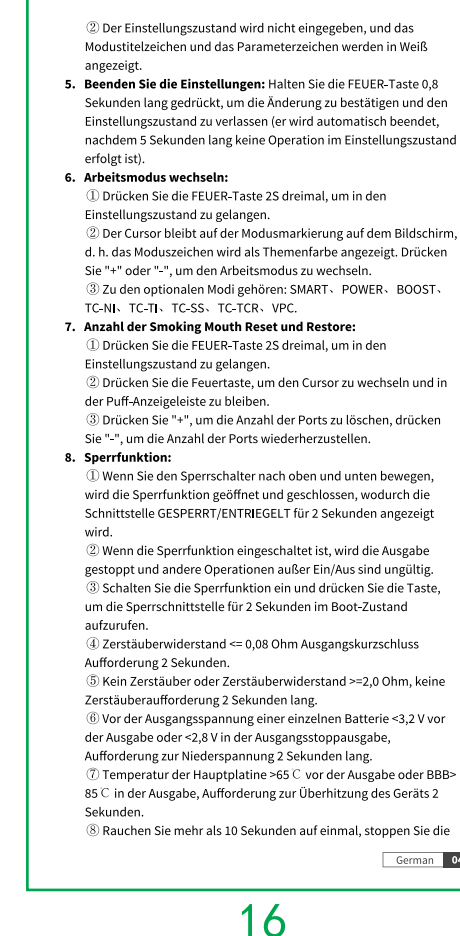 ② Der Einstellungszustand wird nicht eingegeben, und das
Modustitelzeichen und das Parameterzeichen werden in Weiß
angezeigt.
5. Beenden Sie die Einstellungen: Halten Sie die FEUER-Taste 0,8
Sekunden lang gedrückt, um die Änderung zu bestätigen und den
Einstellungszustand zu verlassen (er wird automatisch beendet,
nachdem 5 Sekunden lang keine Operation im Einstellungszustand
erfolgt ist).
6. Arbeitsmodus wechseln:
① Drücken Sie die FEUER-Taste 2S dreimal, um in den
Einstellungszustand zu gelangen.
② Der Cursor bleibt auf der Modusmarkierung auf dem Bildschirm,
d. h. das Moduszeichen wird als Themenfarbe angezeigt. Drücken
Sie "+" oder "-", um den Arbeitsmodus zu wechseln.
③ Zu den optionalen Modi gehören: SMART、POWER、BOOST、
TC-NI、TC-TI、TC-SS、TC-TCR、VPC.
7. Anzahl der Smoking Mouth Reset und Restore:
① Drücken Sie die FEUER-Taste 2S dreimal, um in den
Einstellungszustand zu gelangen.
② Drücken Sie die Feuertaste, um den Cursor zu wechseln und in
der Puff-Anzeigeleiste zu bleiben.
③ Drücken Sie "+", um die Anzahl der Ports zu löschen, drücken
Sie "-", um die Anzahl der Ports wiederherzustellen.
8. Sperrfunktion:
① Wenn Sie den Sperrschalter nach oben und unten bewegen,
wird die Sperrfunktion geöffnet und geschlossen, wodurch die
Schnittstelle GESPERRT/ENTRIEGELT für 2 Sekunden angezeigt
wird.
② Wenn die Sperrfunktion eingeschaltet ist, wird die Ausgabe
gestoppt und andere Operationen außer Ein/Aus sind ungültig.
③ Schalten Sie die Sperrfunktion ein und drücken Sie die Taste,
um die Sperrschnittstelle für 2 Sekunden im Boot-Zustand
aufzurufen.
④ Zerstäuberwiderstand <= 0,08 Ohm Ausgangskurzschluss
Aufforderung 2 Sekunden.
⑤ Kein Zerstäuber oder Zerstäuberwiderstand >=2,0 Ohm, keine
Zerstäuberaufforderung 2 Sekunden lang.
⑥ Vor der Ausgangsspannung einer einzelnen Batterie <3,2 V vor
der Ausgabe oder <2,8 V in der Ausgangsstoppausgabe,
Aufforderung zur Niederspannung 2 Sekunden lang.
⑦ Temperatur der Hauptplatine >65℃ vor der Ausgabe oder BBB>
85℃ in der Ausgabe, Aufforderung zur Überhitzung des Geräts 2
Sekunden.
⑧ Rauchen Sie mehr als 10 Sekunden auf einmal, stoppen Sie die
German 04
16